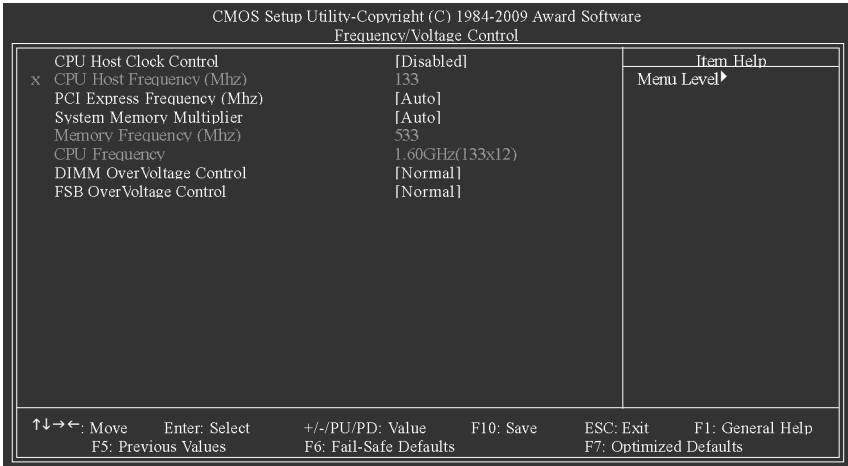 CMOS Setup Utility-Copyright (C) 1984-2009 Award Software
Frequency/Voltage Control
CPU Host Clock Control [Disabled]
x CPU Host Frequency (Mhz) 133
PCI Express Frequency (Mhz) [Auto]
System Memory Multiplier [Auto]
Memory Frequency (Mhz) 533
CPU Frequency 1.60GHz(133x12)
DIMM OverVoltage Control [Normal]
FSB OverVoltage Control [Normal]
Item Help
Menu Level▶
↑↓→←: Move Enter: Select +/-/PU/PD: Value F10: Save ESC: Exit F1: General Help
F5: Previous Values F6: Fail-Safe Defaults F7: Optimized Defaults